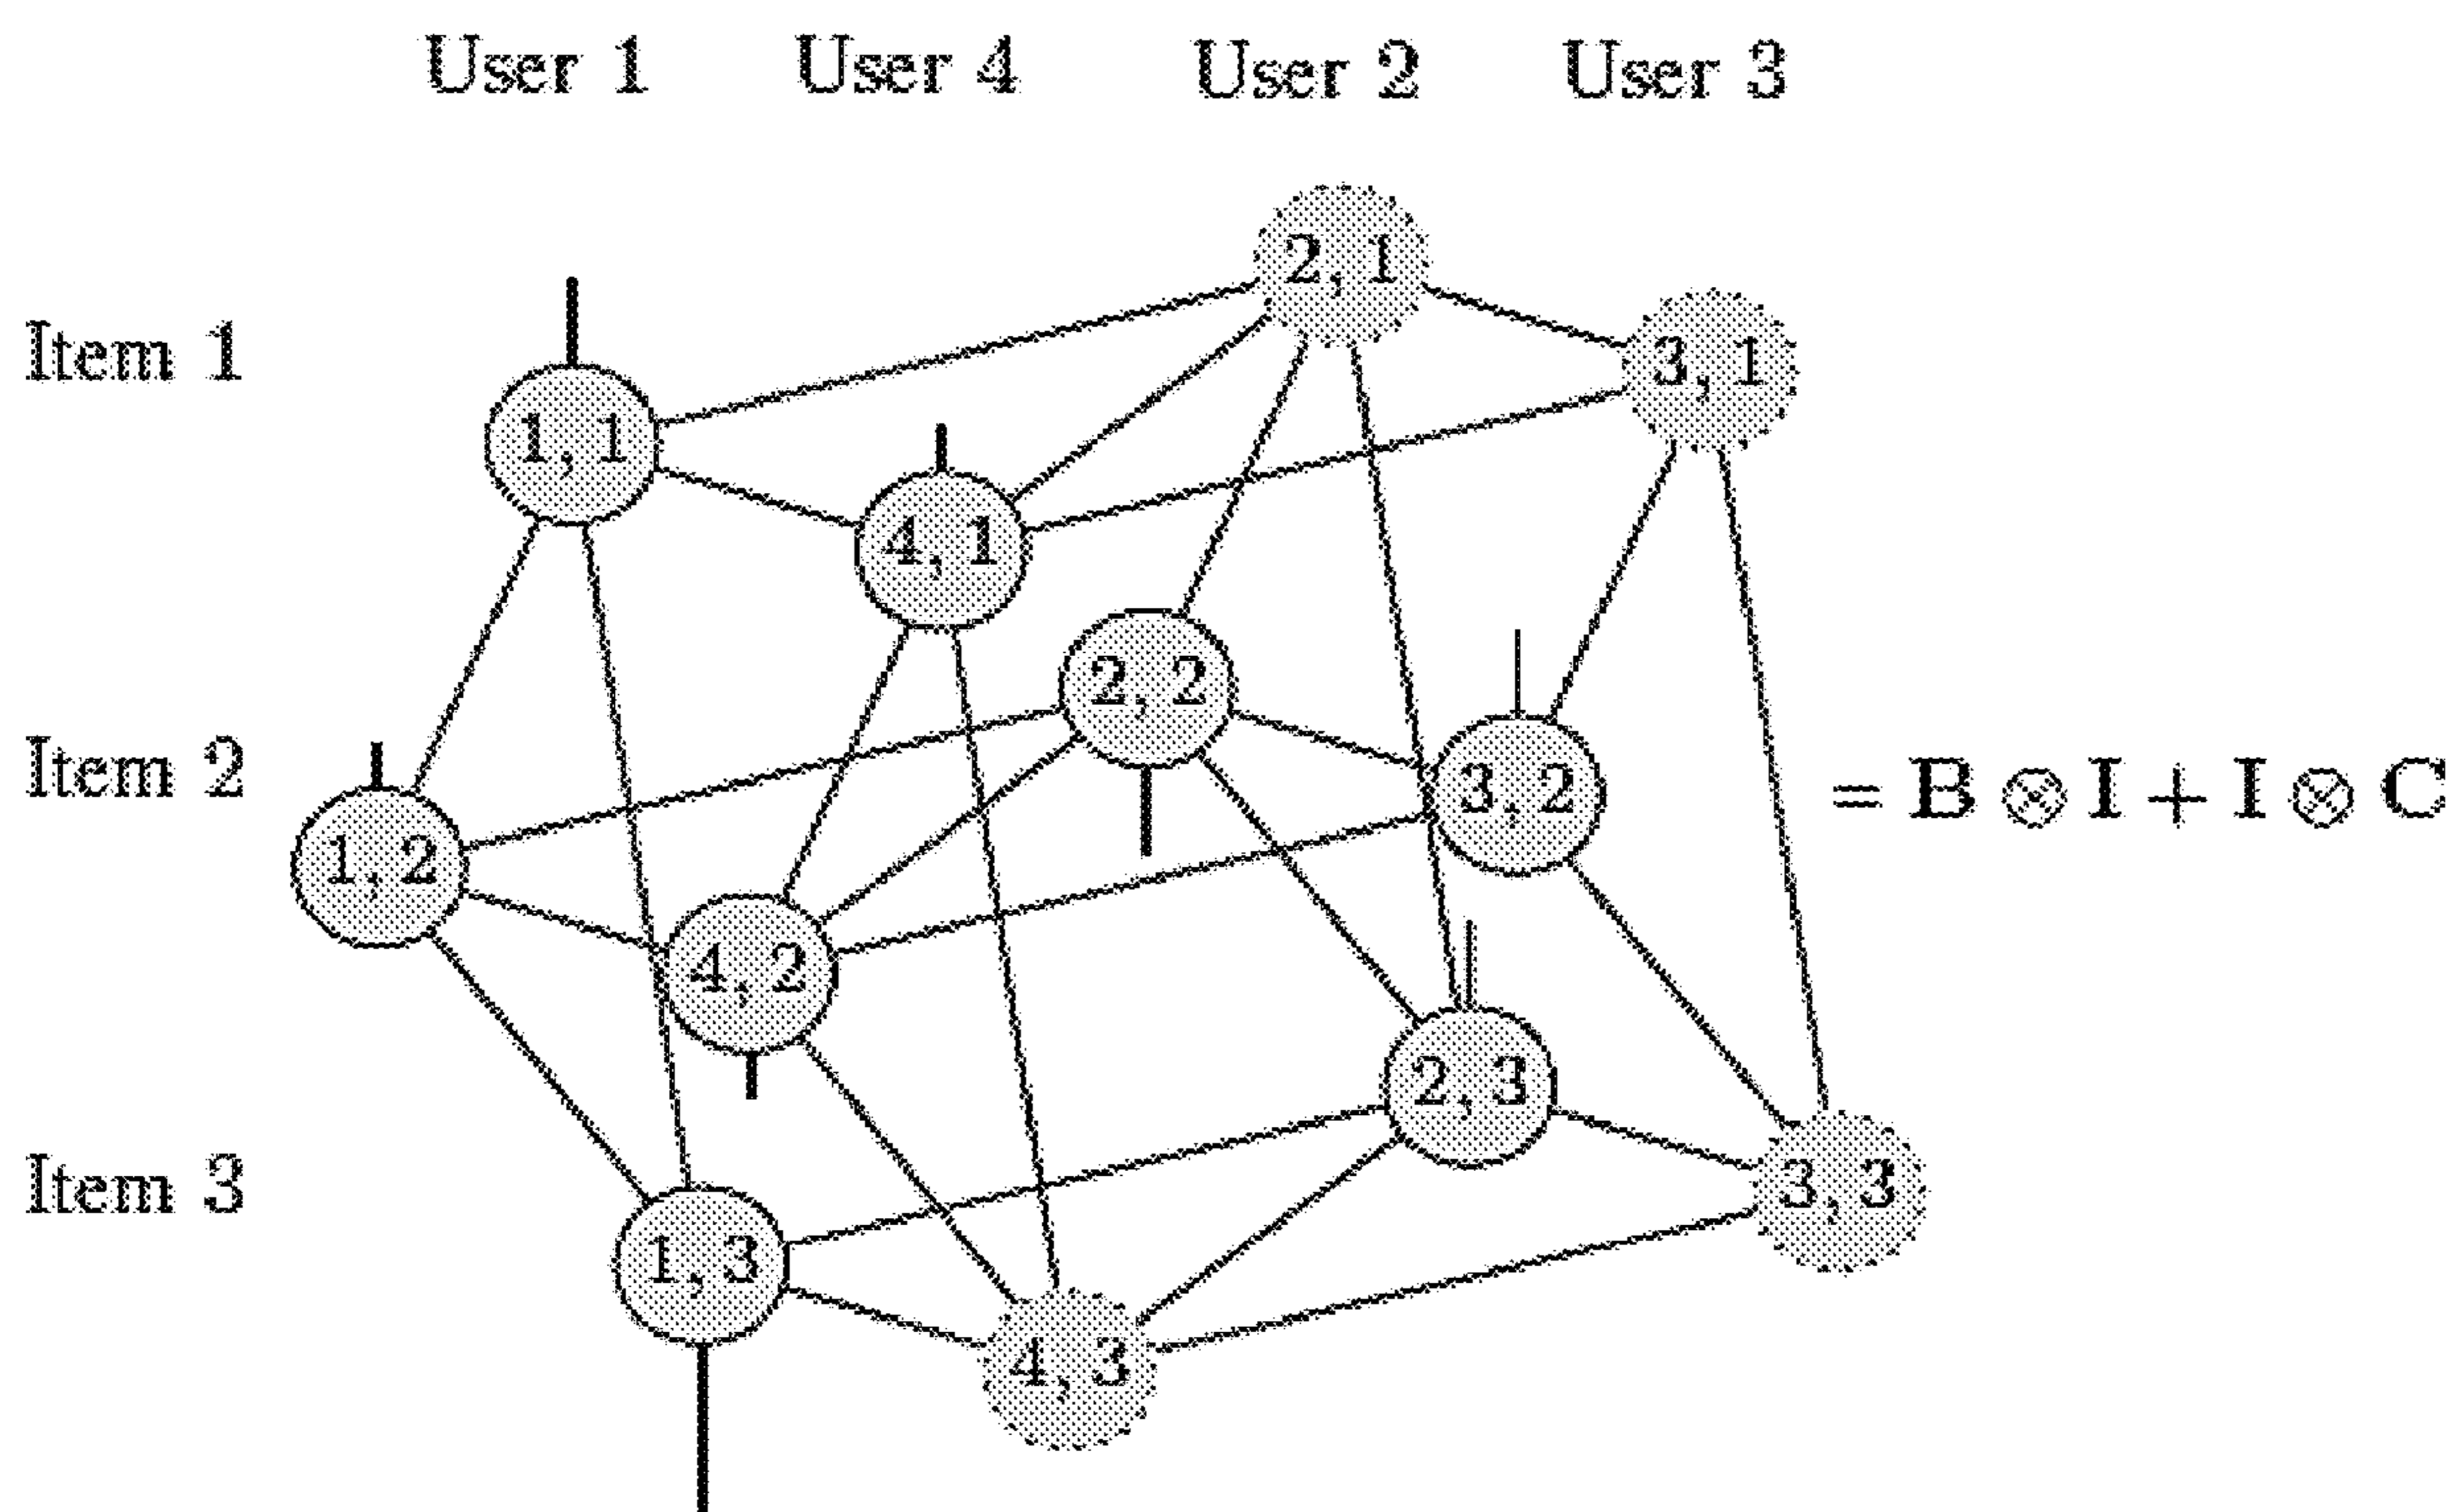 User 1 User 4 User 2 User 3
2, 1
Item 1
3, 1
1, 1
4, 1
2, 2
Item 2
3, 2
= B ⊗ I + I ⊗ C
1, 2
4, 2
2, 3
Item 3
3, 3
1, 3
4, 3